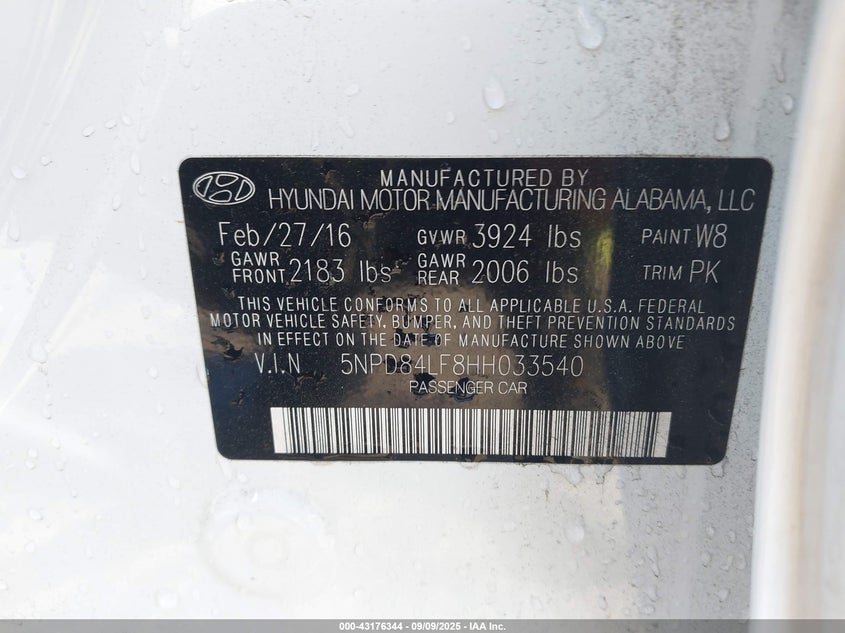 MANUFACTURED BY
HYUNDAI MOTOR MANUFACTURING ALABAMA, LLC
Feb/27/16 GVWR 3924 lbs PAINT W8
GAWR FRONT 2183 lbs GAWR REAR 2006 lbs TRIM PK
THIS VEHICLE CONFORMS TO ALL APPLICABLE U.S.A. FEDERAL
MOTOR VEHICLE SAFETY, BUMPER, AND THEFT PREVENTION STANDARDS
IN EFFECT ON THE DATE OF MANUFACTURE SHOWN ABOVE.
V.I.N 5NPD84LF8HH033540
PASSENGER CAR
000-43176344 - 09/09/2025 - IAA Inc.